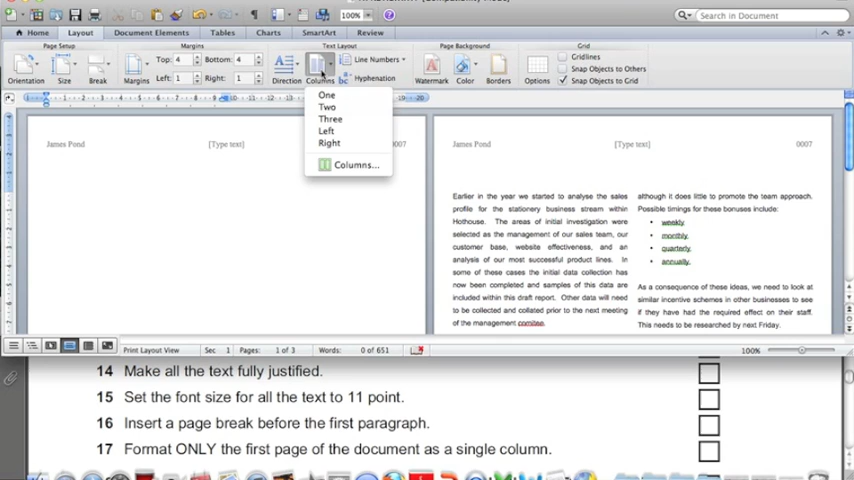 100%
Search in Document
Home Layout Document Elements Tables Charts SmartArt Review
Page Setup Margins Text Layout Page Background Grid
Orientation Size Break Margins Top: 4 Bottom: 4 Left: 1 Right: 1 Direction Columns Line Numbers Hyphenation Watermark Color Borders Options Gridlines
Snap Objects to Others
Snap Objects to Grid
One
Two
Three
Left
Right
Columns...
James Pond [Type text] 0007
James Pond [Type text] 0007
Earlier in the year we started to analyse the sales
profile for the stationery business stream within
Hothouse. The areas of initial investigation were
selected as the management of our sales team, our
customer base, website effectiveness, and an
analysis of our most successful product lines. In
some of these cases the initial data collection has
now been completed and samples of this data are
included within this draft report. Other data will need
to be collected and collated prior to the next meeting
of the management comitee.
although it does little to promote the team approach.
Possible timings for these bonuses include:
• weekly.
• monthly.
• quarterly.
• annually.
As a consequence of these ideas, we need to look at
similar incentive schemes in other businesses to see
if they have had the required effect on their staff.
This needs to be researched by next Friday.
Print Layout View Sec 1 Pages: 1 of 3 Words: 0 of 651 100%
14 Make all the text fully justified.
15 Set the font size for all the text to 11 point.
16 Insert a page break before the first paragraph.
17 Format ONLY the first page of the document as a single column.